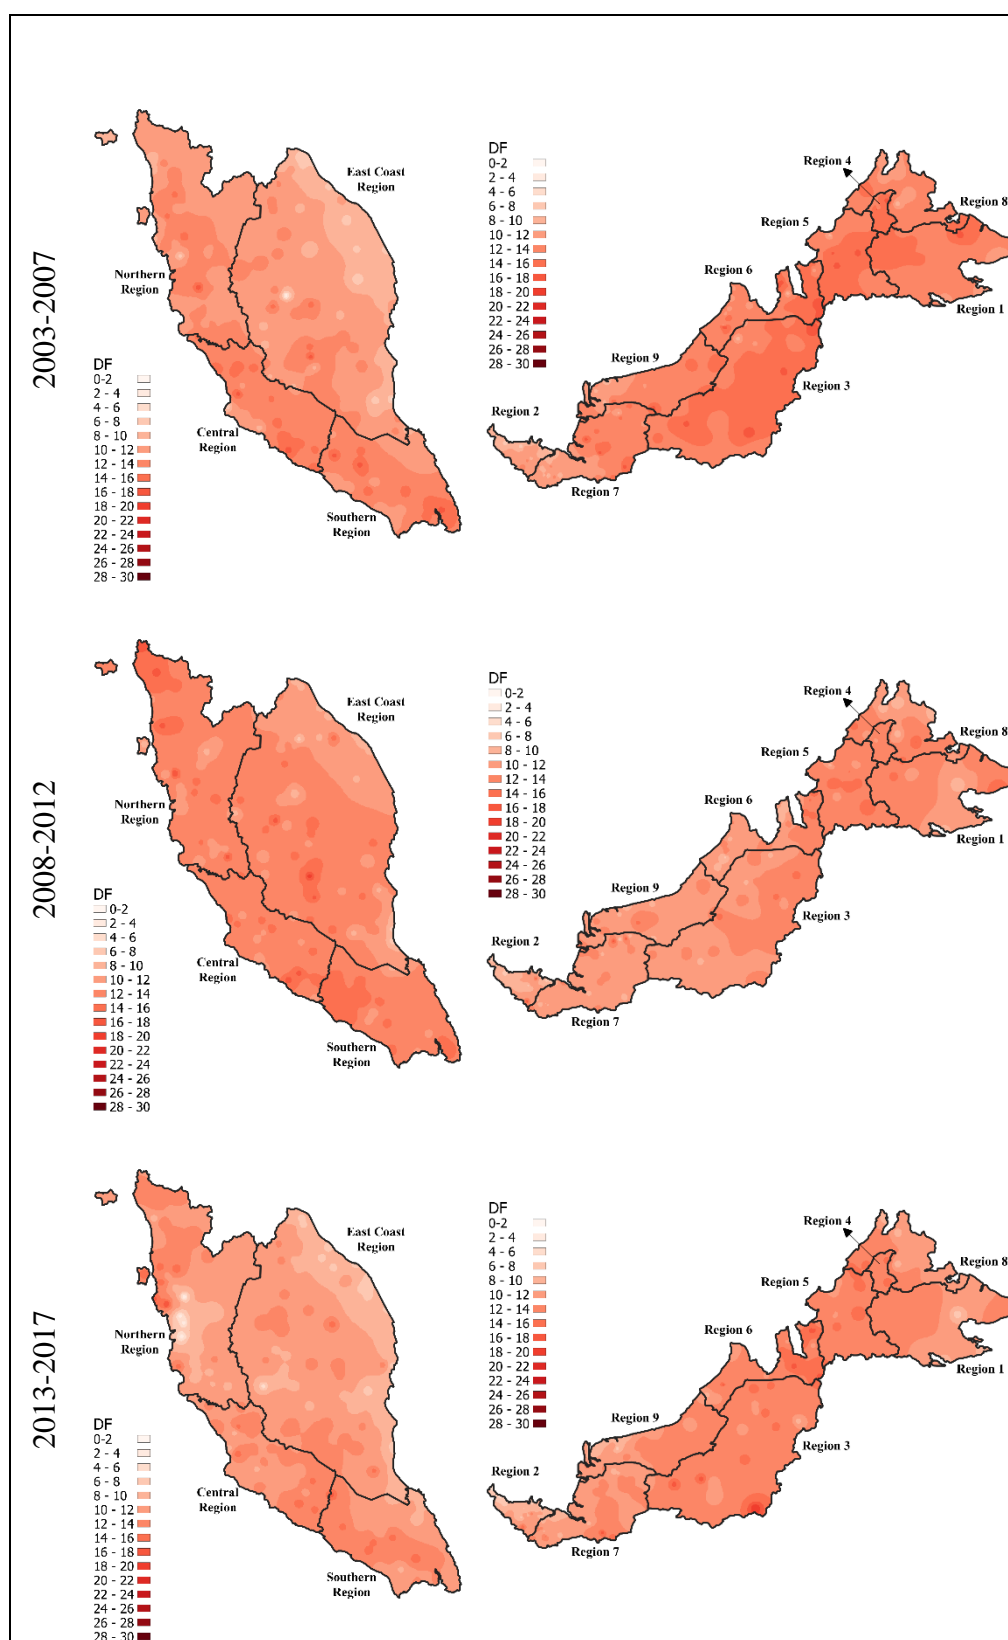 2003-2007
East Coast
Region
Northern
Region
Central
Region
Southern
Region
DF
0-2
2 - 4
4 - 6
6 - 8
8 - 10
10 - 12
12 - 14
14 - 16
16 - 18
18 - 20
20 - 22
22 - 24
24 - 26
26 - 28
28 - 30
DF
0-2
2 - 4
4 - 6
6 - 8
8 - 10
10 - 12
12 - 14
14 - 16
16 - 18
18 - 20
20 - 22
22 - 24
24 - 26
26 - 28
28 - 30
Region 4
Region 8
Region 5
Region 6
Region 1
Region 9
Region 3
Region 2
Region 7
2008-2012
East Coast
Region
Northern
Region
Central
Region
Southern
Region
DF
0-2
2 - 4
4 - 6
6 - 8
8 - 10
10 - 12
12 - 14
14 - 16
16 - 18
18 - 20
20 - 22
22 - 24
24 - 26
26 - 28
28 - 30
DF
0-2
2 - 4
4 - 6
6 - 8
8 - 10
10 - 12
12 - 14
14 - 16
16 - 18
18 - 20
20 - 22
22 - 24
24 - 26
26 - 28
28 - 30
Region 4
Region 8
Region 5
Region 6
Region 1
Region 9
Region 3
Region 2
Region 7
2013-2017
East Coast
Region
Northern
Region
Central
Region
Southern
Region
DF
0-2
2 - 4
4 - 6
6 - 8
8 - 10
10 - 12
12 - 14
14 - 16
16 - 18
18 - 20
20 - 22
22 - 24
24 - 26
26 - 28
28 - 30
DF
0-2
2 - 4
4 - 6
6 - 8
8 - 10
10 - 12
12 - 14
14 - 16
16 - 18
18 - 20
20 - 22
22 - 24
24 - 26
26 - 28
28 - 30
Region 4
Region 8
Region 5
Region 6
Region 1
Region 9
Region 3
Region 2
Region 7